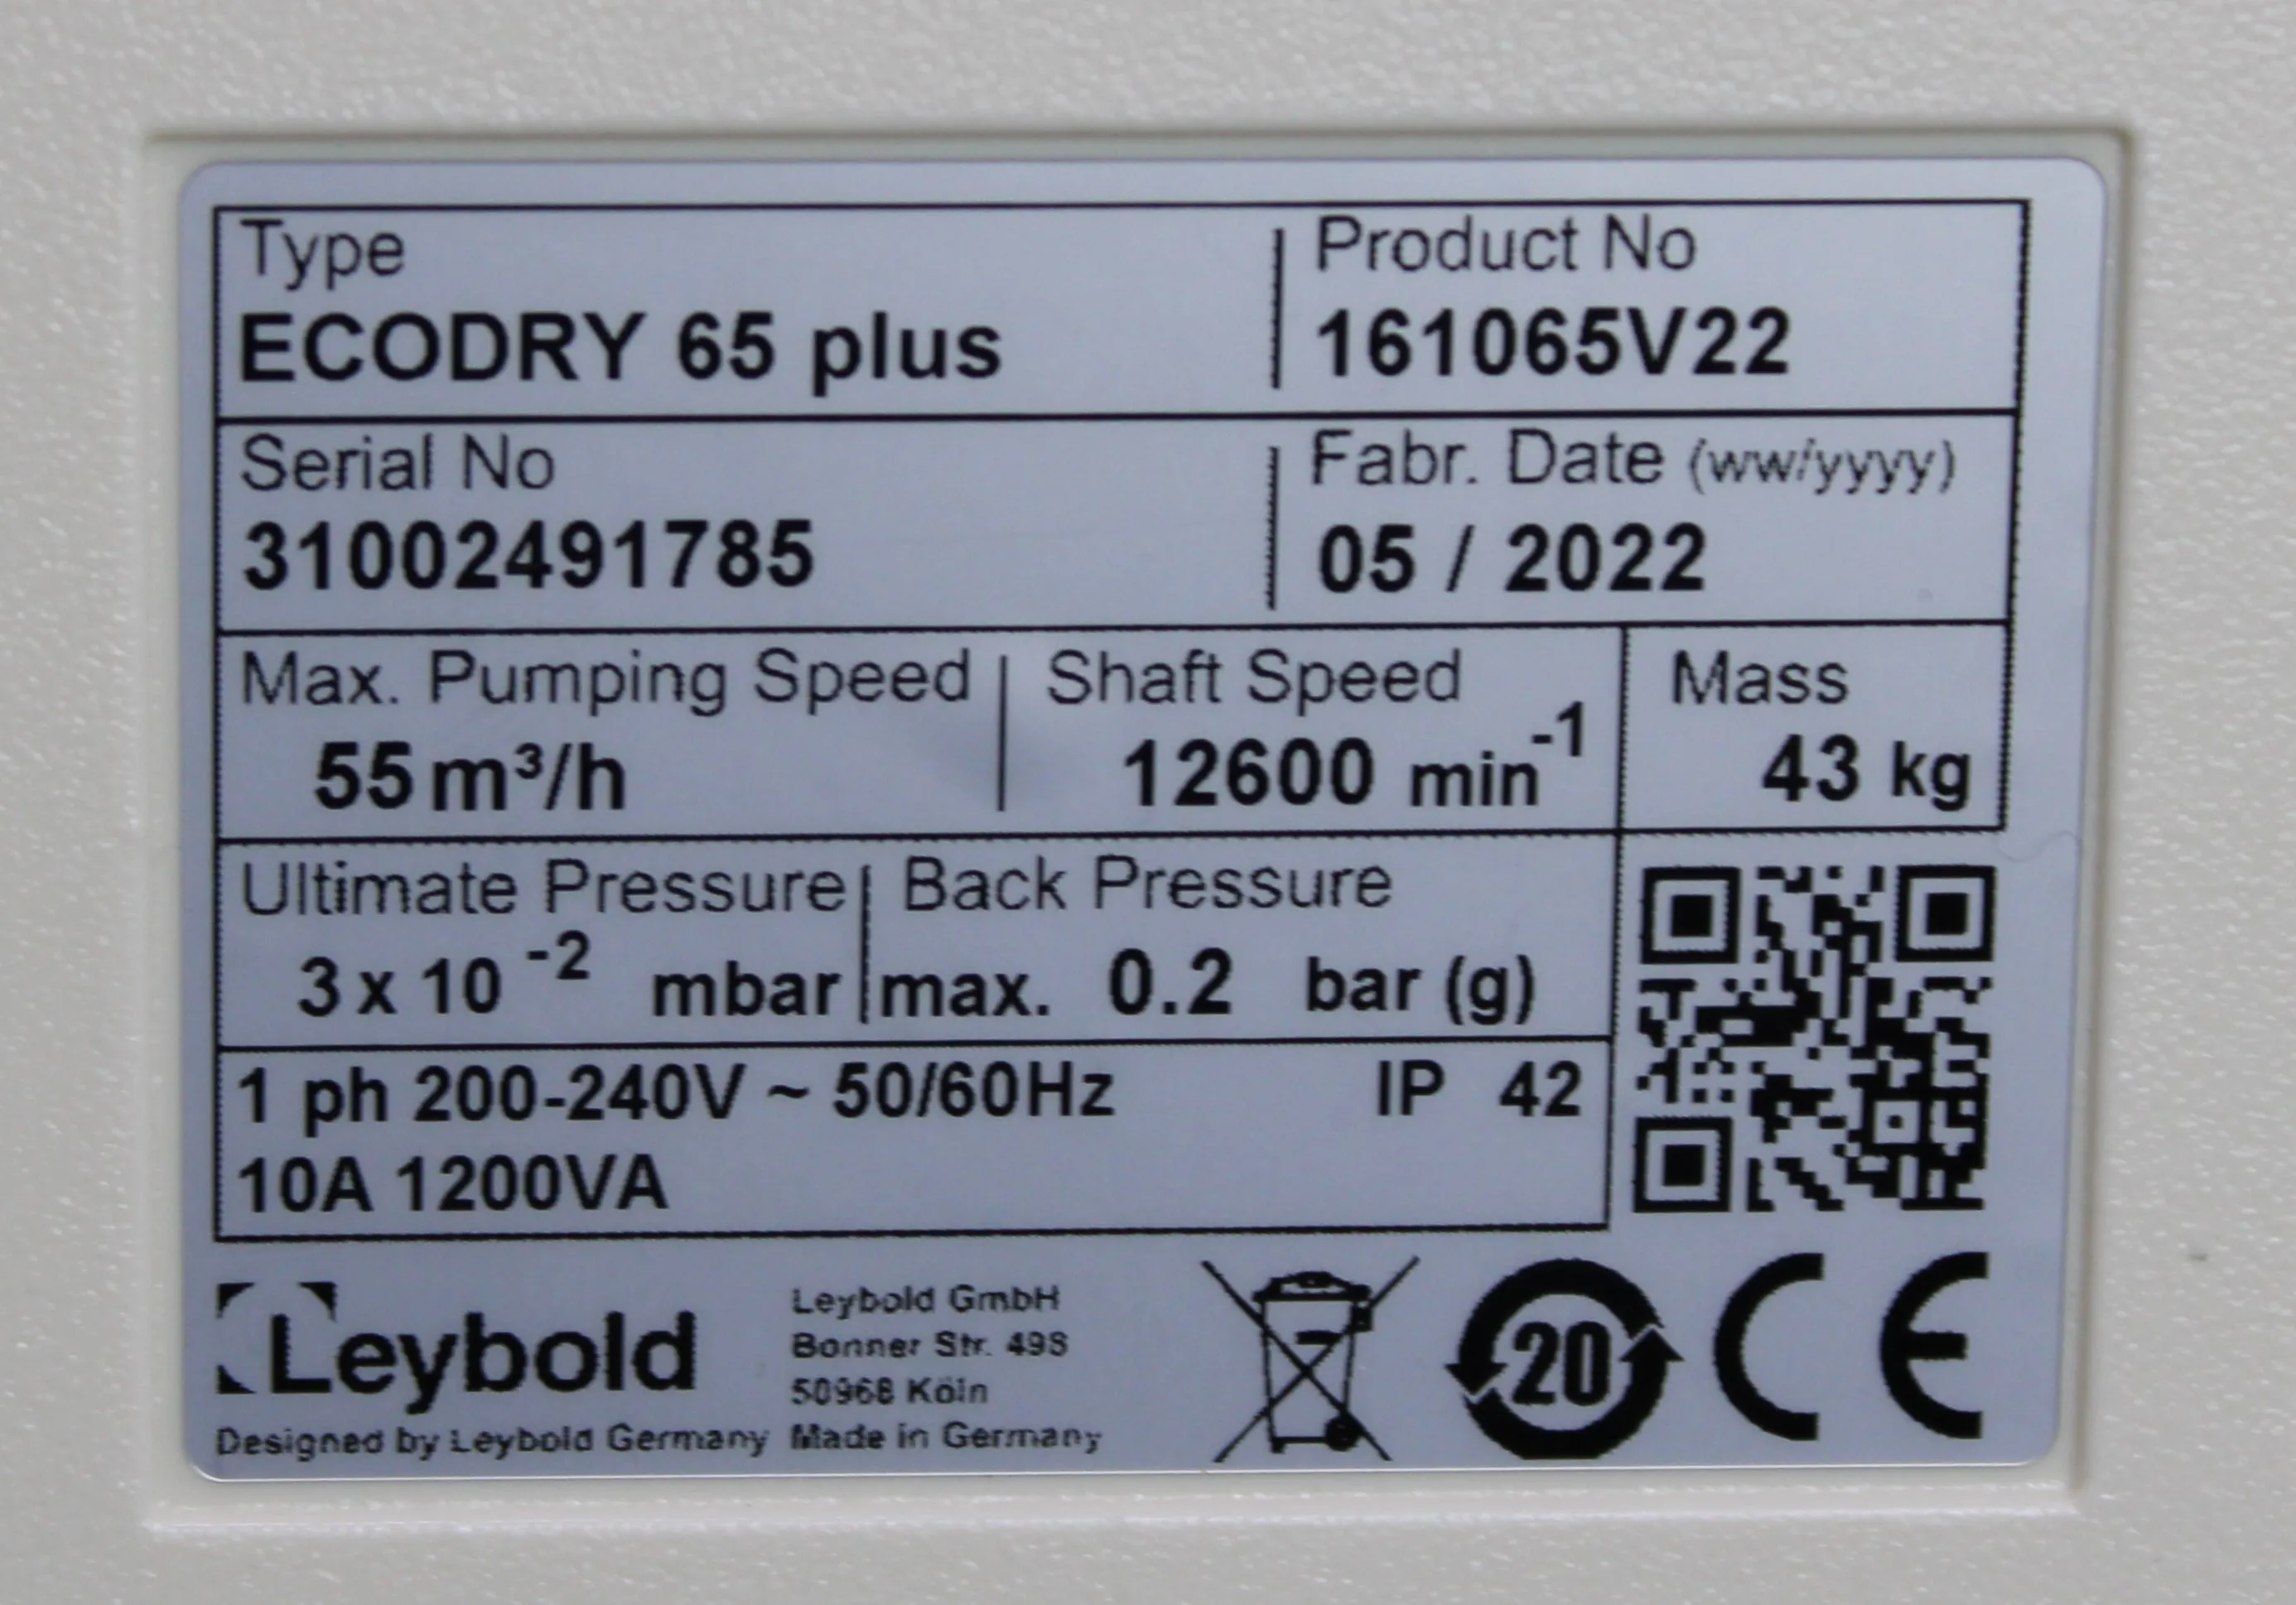 Type
Product No
ECODRY 65 plus
161065V22
Serial No
Fabr. Date (ww/yyyy)
31002491785
05 / 2022
Max. Pumping Speed
Shaft Speed
Mass
55 m³/h
12600 min⁻¹
43 kg
Ultimate Pressure
Back Pressure
3 x 10⁻² mbar
max. 0.2 bar (g)
1 ph 200-240V ~ 50/60Hz
IP 42
10A 1200VA
Leybold
Designed by Leybold Germany
Leybold GmbH
Bonner Str. 498
50968 Köln
Made in Germany
20
CE